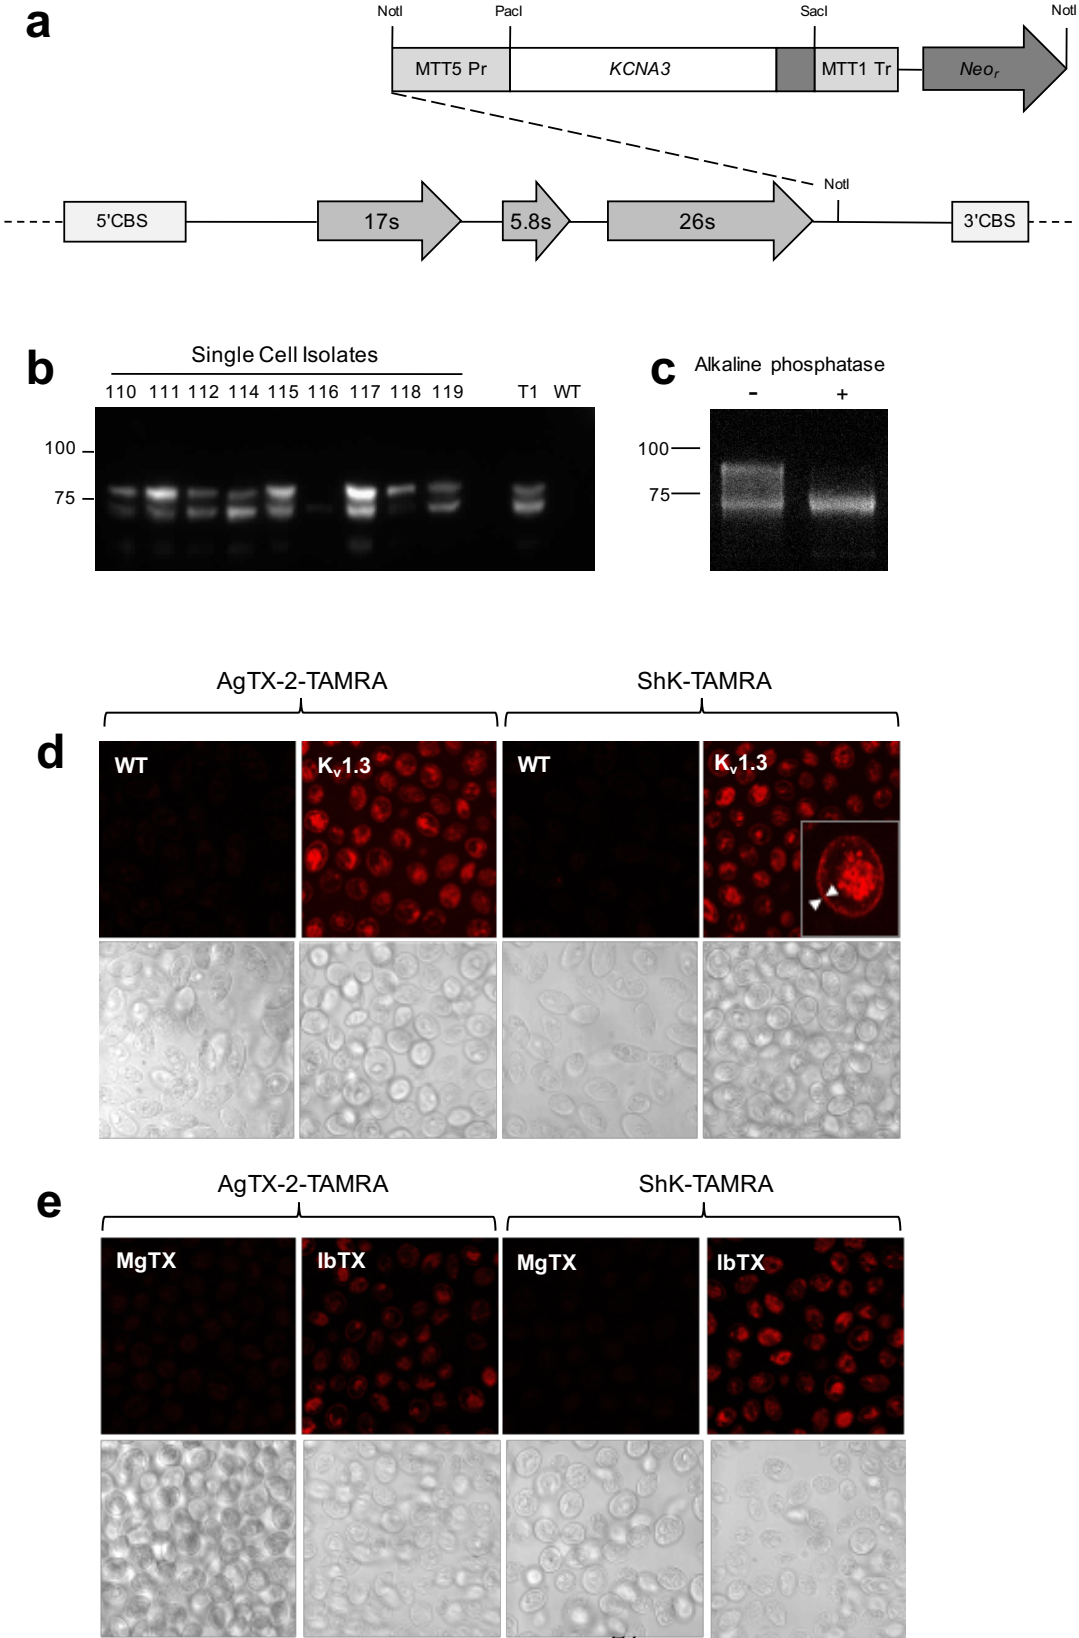 a
NotI PacI SacI NotI
MTT5 Pr KCNA3 MTT1 Tr Neor
NotI
5'CBS 17s 5.8s 26s 3'CBS
b
Single Cell Isolates
110 111 112 114 115 116 117 118 119 T1 WT
100
75
c
Alkaline phosphatase
- +
100
75
AgTX-2-TAMRA ShK-TAMRA
d
WT Kv1.3 WT Kv1.3
AgTX-2-TAMRA ShK-TAMRA
e
MgTX IbTX MgTX IbTX